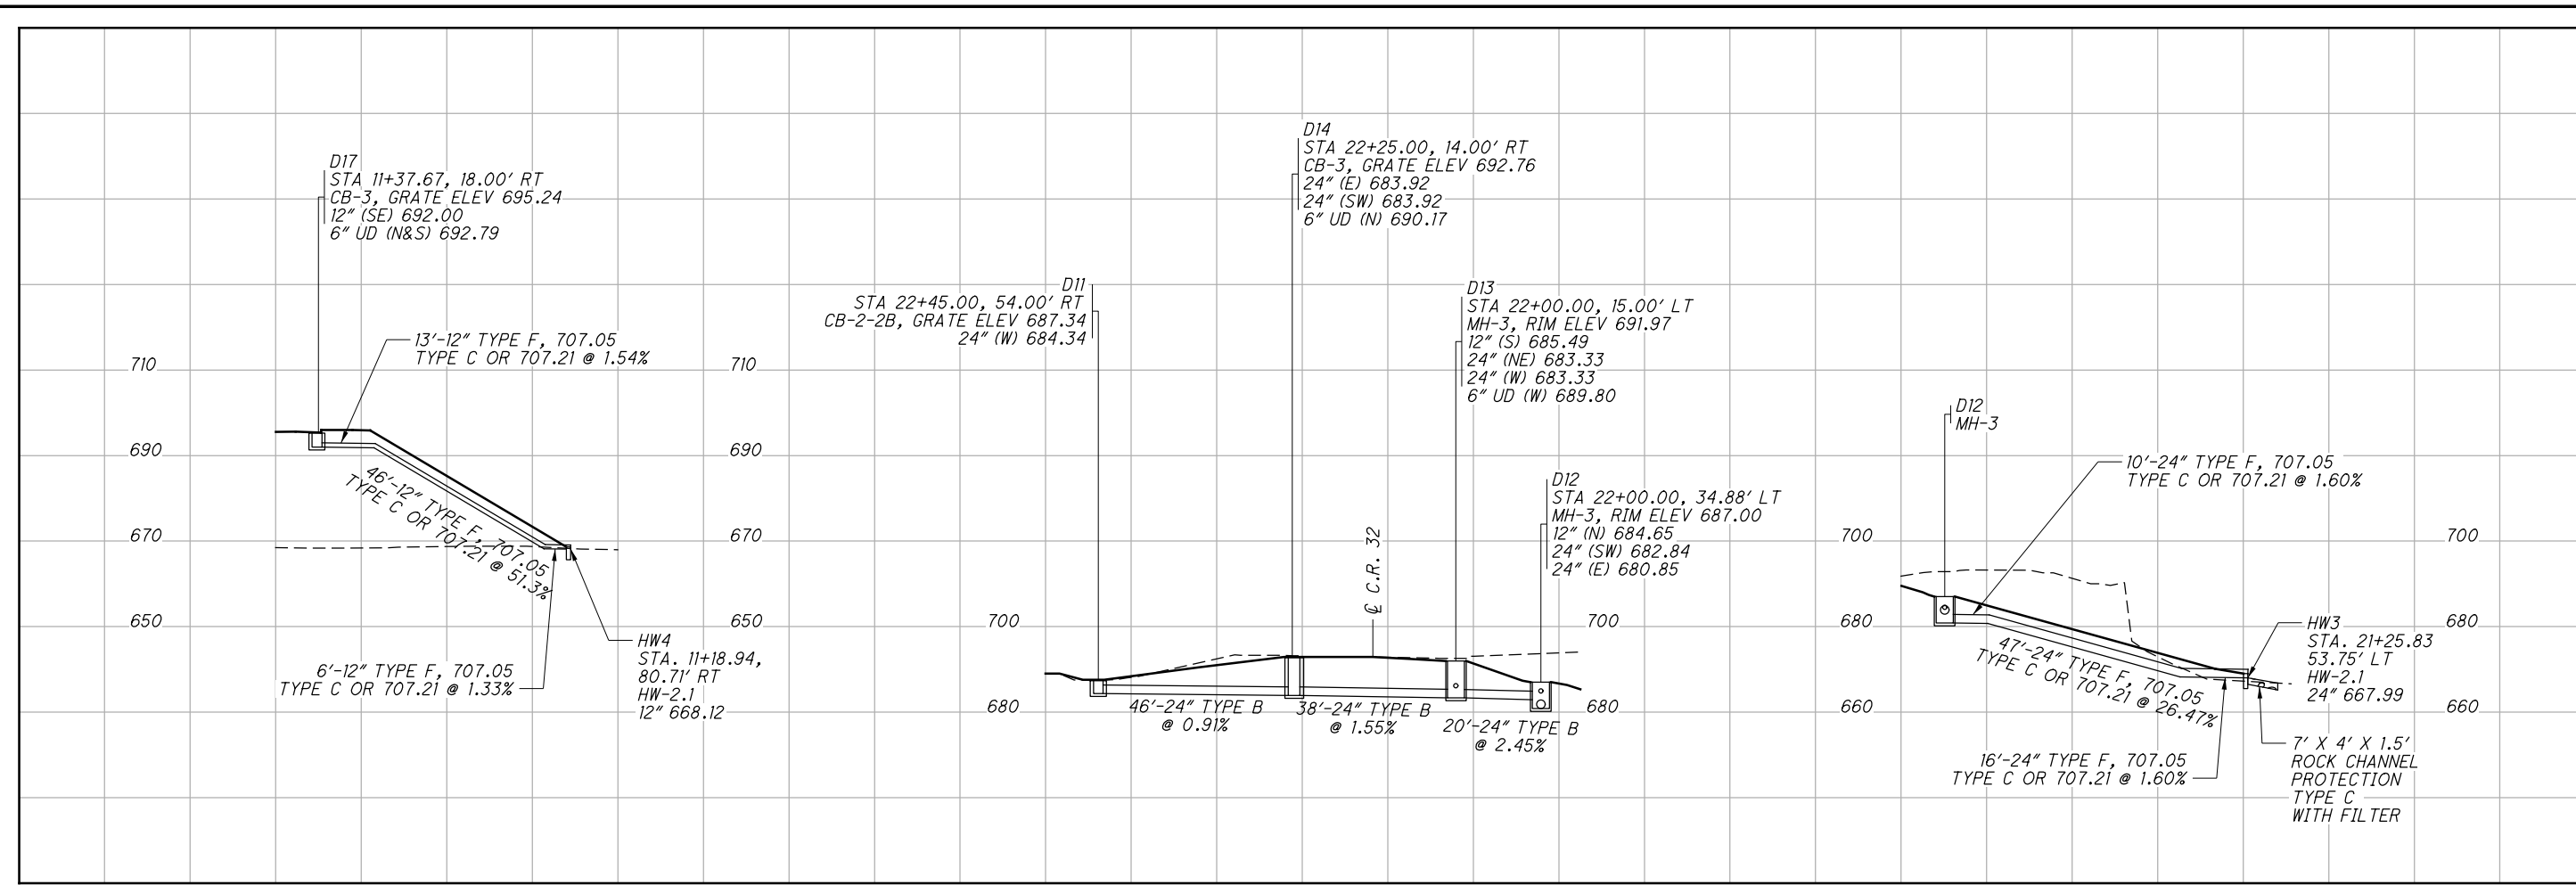 D17
STA 11+37.67, 18.00' RT
CB-3, GRATE ELEV 695.24
12" (SE) 692.00
6" UD (N&S) 692.79
13'-12" TYPE F, 707.05
TYPE C OR 707.21 @ 1.54%
710
710
690
690
670
670
650
650
46'-12" TYPE F, 707.05
TYPE C OR 707.21 @ 51.3%
6'-12" TYPE F, 707.05
TYPE C OR 707.21 @ 1.33%
HW4
STA. 11+18.94,
80.71' RT
HW-2.1
12" 668.12
D11
STA 22+45.00, 54.00' RT
CB-2-2B, GRATE ELEV 687.34
24" (W) 684.34
D14
STA 22+25.00, 14.00' RT
CB-3, GRATE ELEV 692.76
24" (E) 683.92
24" (SW) 683.92
6" UD (N) 690.17
D13
STA 22+00.00, 15.00' LT
MH-3, RIM ELEV 691.97
12" (S) 685.49
24" (NE) 683.33
24" (W) 683.33
6" UD (W) 689.80
D12
STA 22+00.00, 34.88' LT
MH-3, RIM ELEV 687.00
12" (N) 684.65
24" (SW) 682.84
24" (E) 680.85
℄ C.R. 32
700
700
680
680
46'-24" TYPE B
@ 0.91%
38'-24" TYPE B
@ 1.55%
20'-24" TYPE B
@ 2.45%
D12
MH-3
10'-24" TYPE F, 707.05
TYPE C OR 707.21 @ 1.60%
700
700
680
680
660
660
47'-24" TYPE F, 707.05
TYPE C OR 707.21 @ 26.47%
16'-24" TYPE F, 707.05
TYPE C OR 707.21 @ 1.60%
HW3
STA. 21+25.83
53.75' LT
HW-2.1
24" 667.99
7' X 4' X 1.5'
ROCK CHANNEL
PROTECTION
TYPE C
WITH FILTER